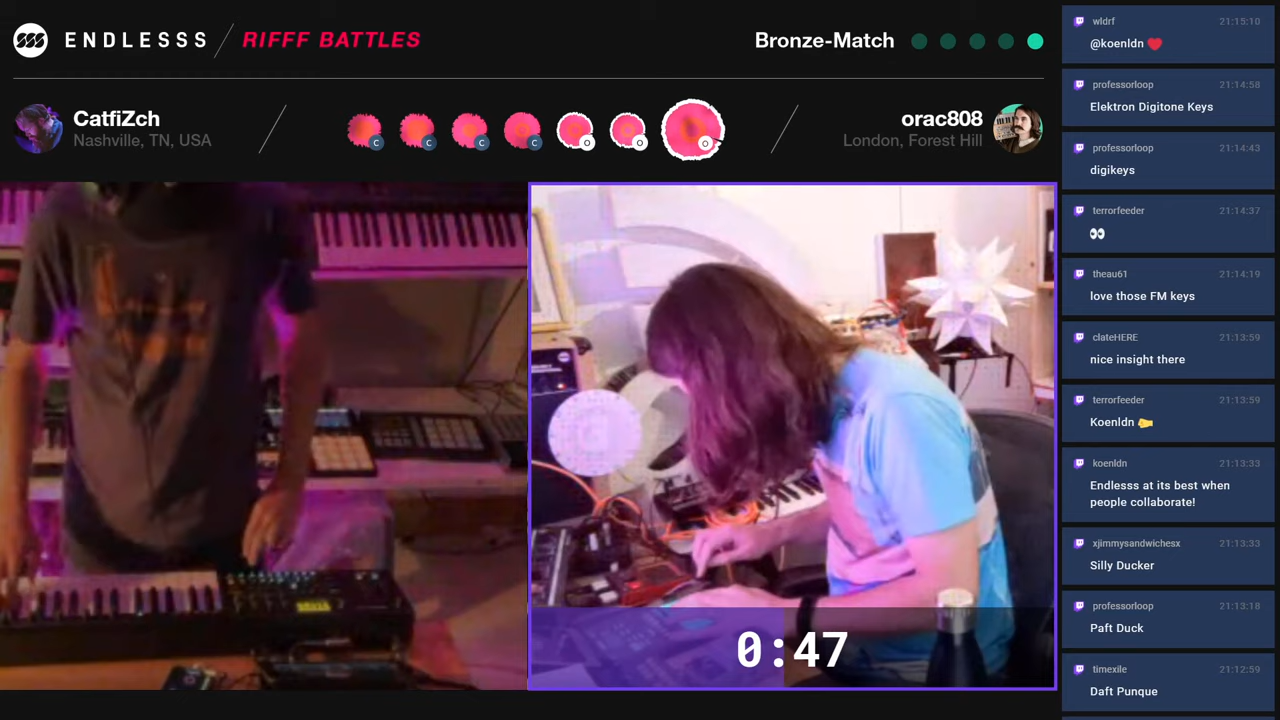 ENDLESSS
RIFFF BATTLES
Bronze-Match
CatfiZch
Nashville, TN, USA
C
C
C
C
O
O
O
orac808
London, Forest Hill
0:47
wldrf 21:15:10
@koenldn ❤️
professorloop 21:14:58
Elektron Digitone Keys
professorloop 21:14:43
digikeys
terrorfeeder 21:14:37
👀
theau61 21:14:19
love those FM keys
clateHERE 21:13:59
nice insight there
terrorfeeder 21:13:59
Koenldn 🤛
koenldn 21:13:33
Endlesss at its best when
people collaborate!
xjimmysandwichesx 21:13:33
Silly Ducker
professorloop 21:13:18
Paft Duck
timexile 21:12:59
Daft Punque